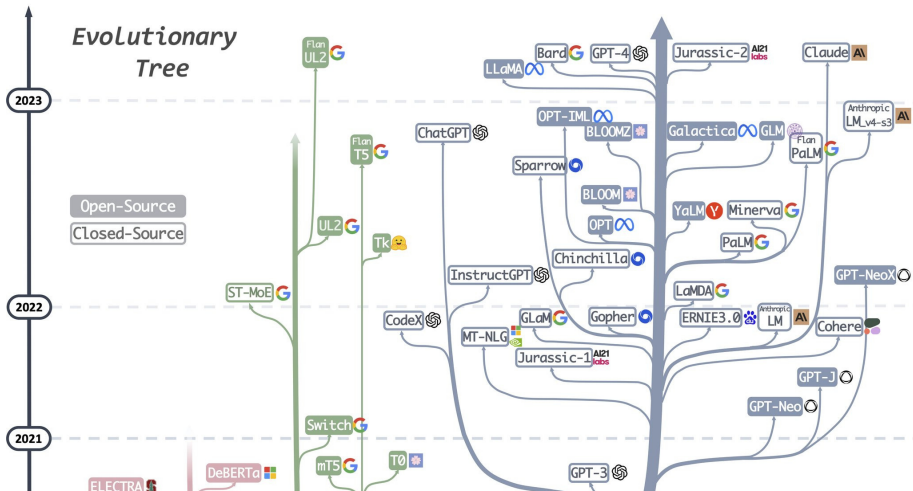 Evolutionary
Tree
Flan
UL2
Bard
GPT-4
Jurassic-2
AI21
labs
Claude
A\
LLaMA
2023
OPT-IML
Anthropic
LM_v4-s3
A\
ChatGPT
BLOOMZ
Galactica
GLM
Flan
T5
Flan
PaLM
Sparrow
Open-Source
Closed-Source
BLOOM
YaLM
Y
Minerva
UL2
OPT
Tk
PaLM
Chinchilla
InstructGPT
GPT-NeoX
ST-MoE
LaMDA
2022
CodeX
GLaM
Gopher
ERNIE3.0
Anthropic
LM
A\
Cohere
MT-NLG
Jurassic-1
AI21
labs
GPT-J
GPT-Neo
Switch
2021
mT5
T0
DeBERTa
GPT-3
ELECTRA